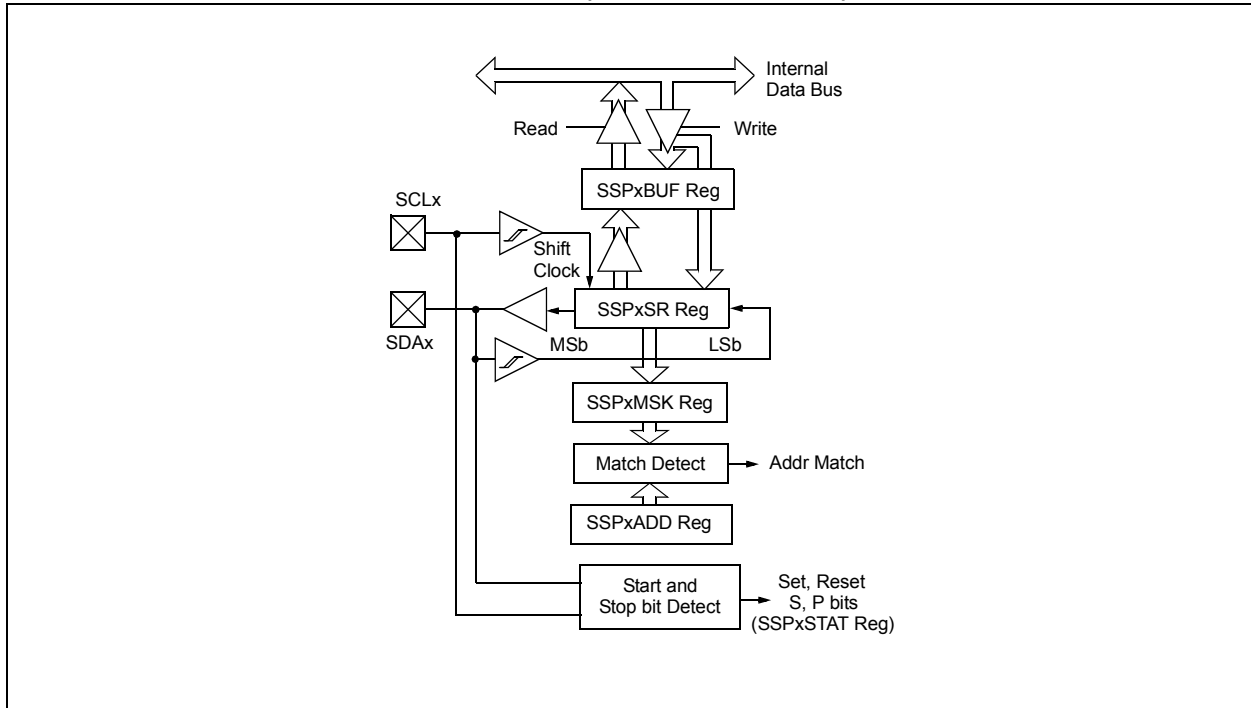 Internal
Data Bus
Read
Write
SSPxBUF Reg
SCLx
Shift
Clock
SSPxSR Reg
SDAx
MSb
LSb
SSPxMSK Reg
Match Detect
Addr Match
SSPxADD Reg
Start and
Stop bit Detect
Set, Reset
S, P bits
(SSPxSTAT Reg)